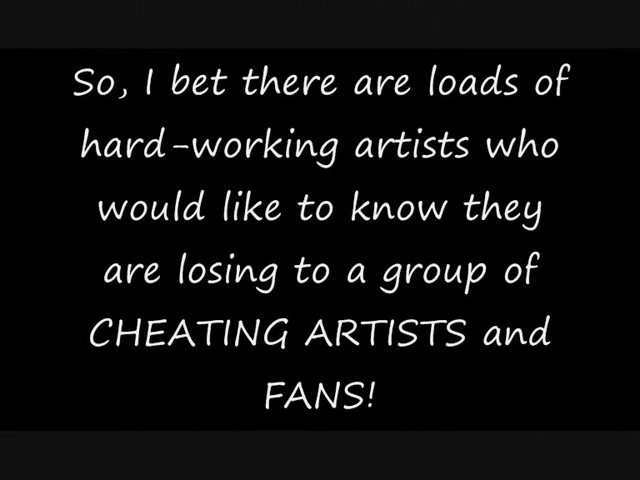 So, I bet there are loads of
hard-working artists who
would like to know they
are losing to a group of
CHEATING ARTISTS and
FANS!